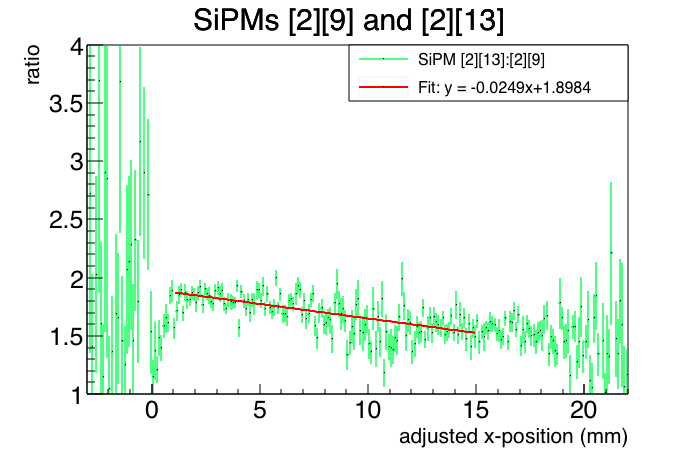 SiPMs [2][9] and [2][13]
ratio
4
3.5
3
2.5
2
1.5
1
SiPM [2][13]:[2][9]
Fit: y = -0.0249x+1.8984
0 5 10 15 20
adjusted x-position (mm)